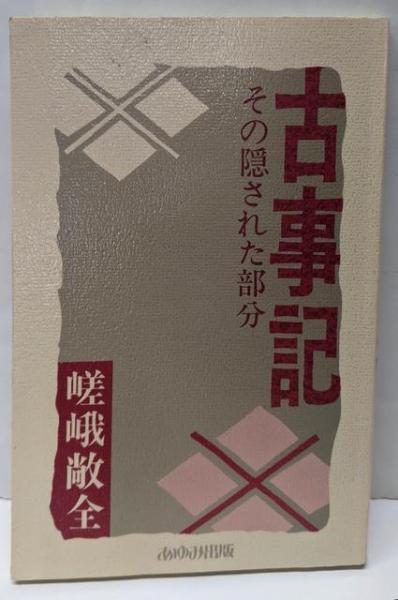 古事記
その隠された部分
嵯峨敞全
あゆみ出版